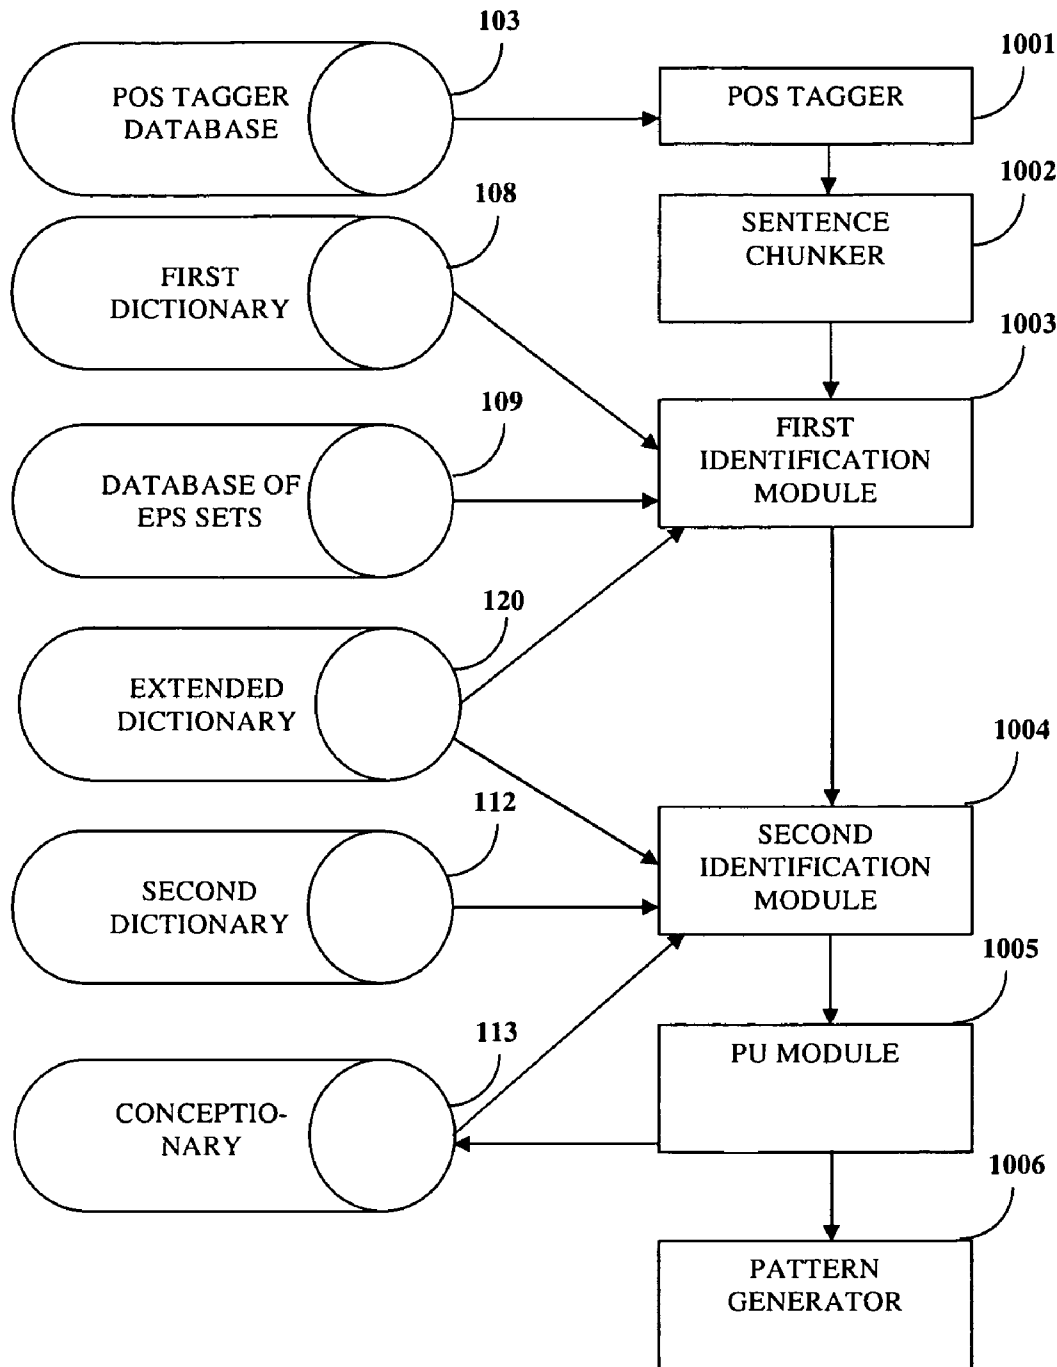 103
POS TAGGER
DATABASE
1001
POS TAGGER
1002
SENTENCE
CHUNKER
108
FIRST
DICTIONARY
1003
FIRST
IDENTIFICATION
MODULE
109
DATABASE OF
EPS SETS
120
EXTENDED
DICTIONARY
1004
SECOND
IDENTIFICATION
MODULE
112
SECOND
DICTIONARY
1005
PU MODULE
113
CONCEPTIO-
NARY
1006
PATTERN
GENERATOR